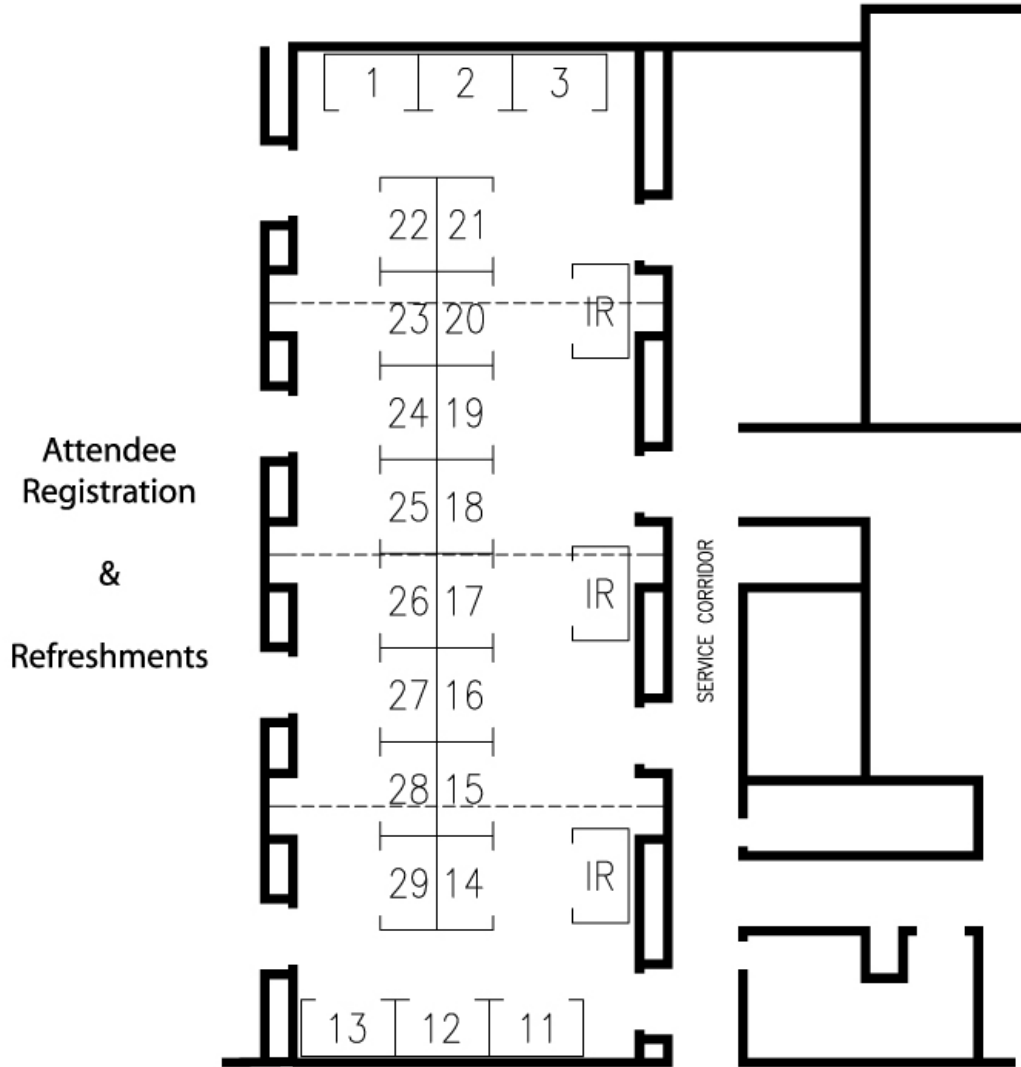 1 2 3
22 21
23 20 IR
24 19
Attendee
Registration
25 18
&
26 17 IR
SERVICE CORRIDOR
Refreshments
27 16
28 15
29 14 IR
13 12 11